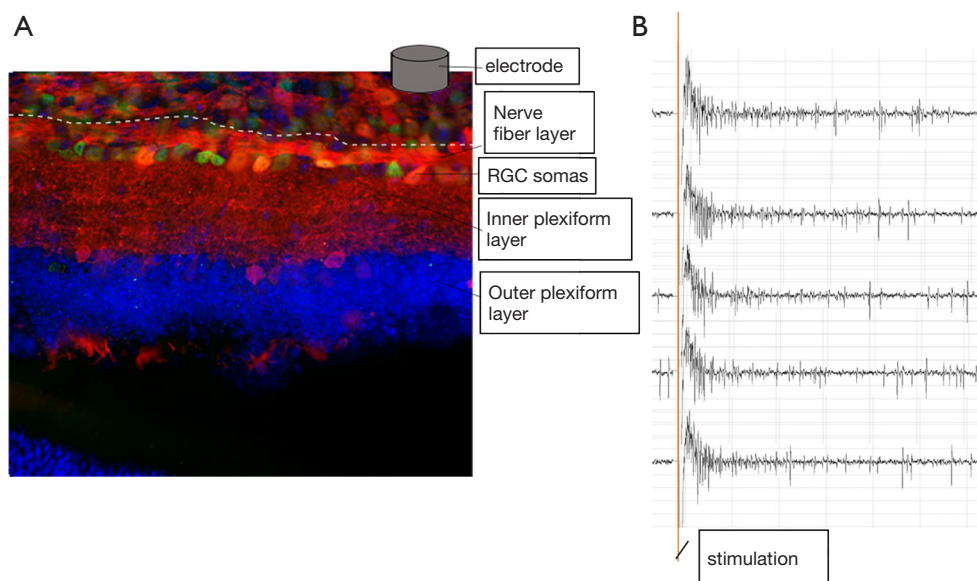 A
electrode
Nerve
fiber layer
RGC somas
Inner plexiform
layer
Outer plexiform
layer
B
stimulation